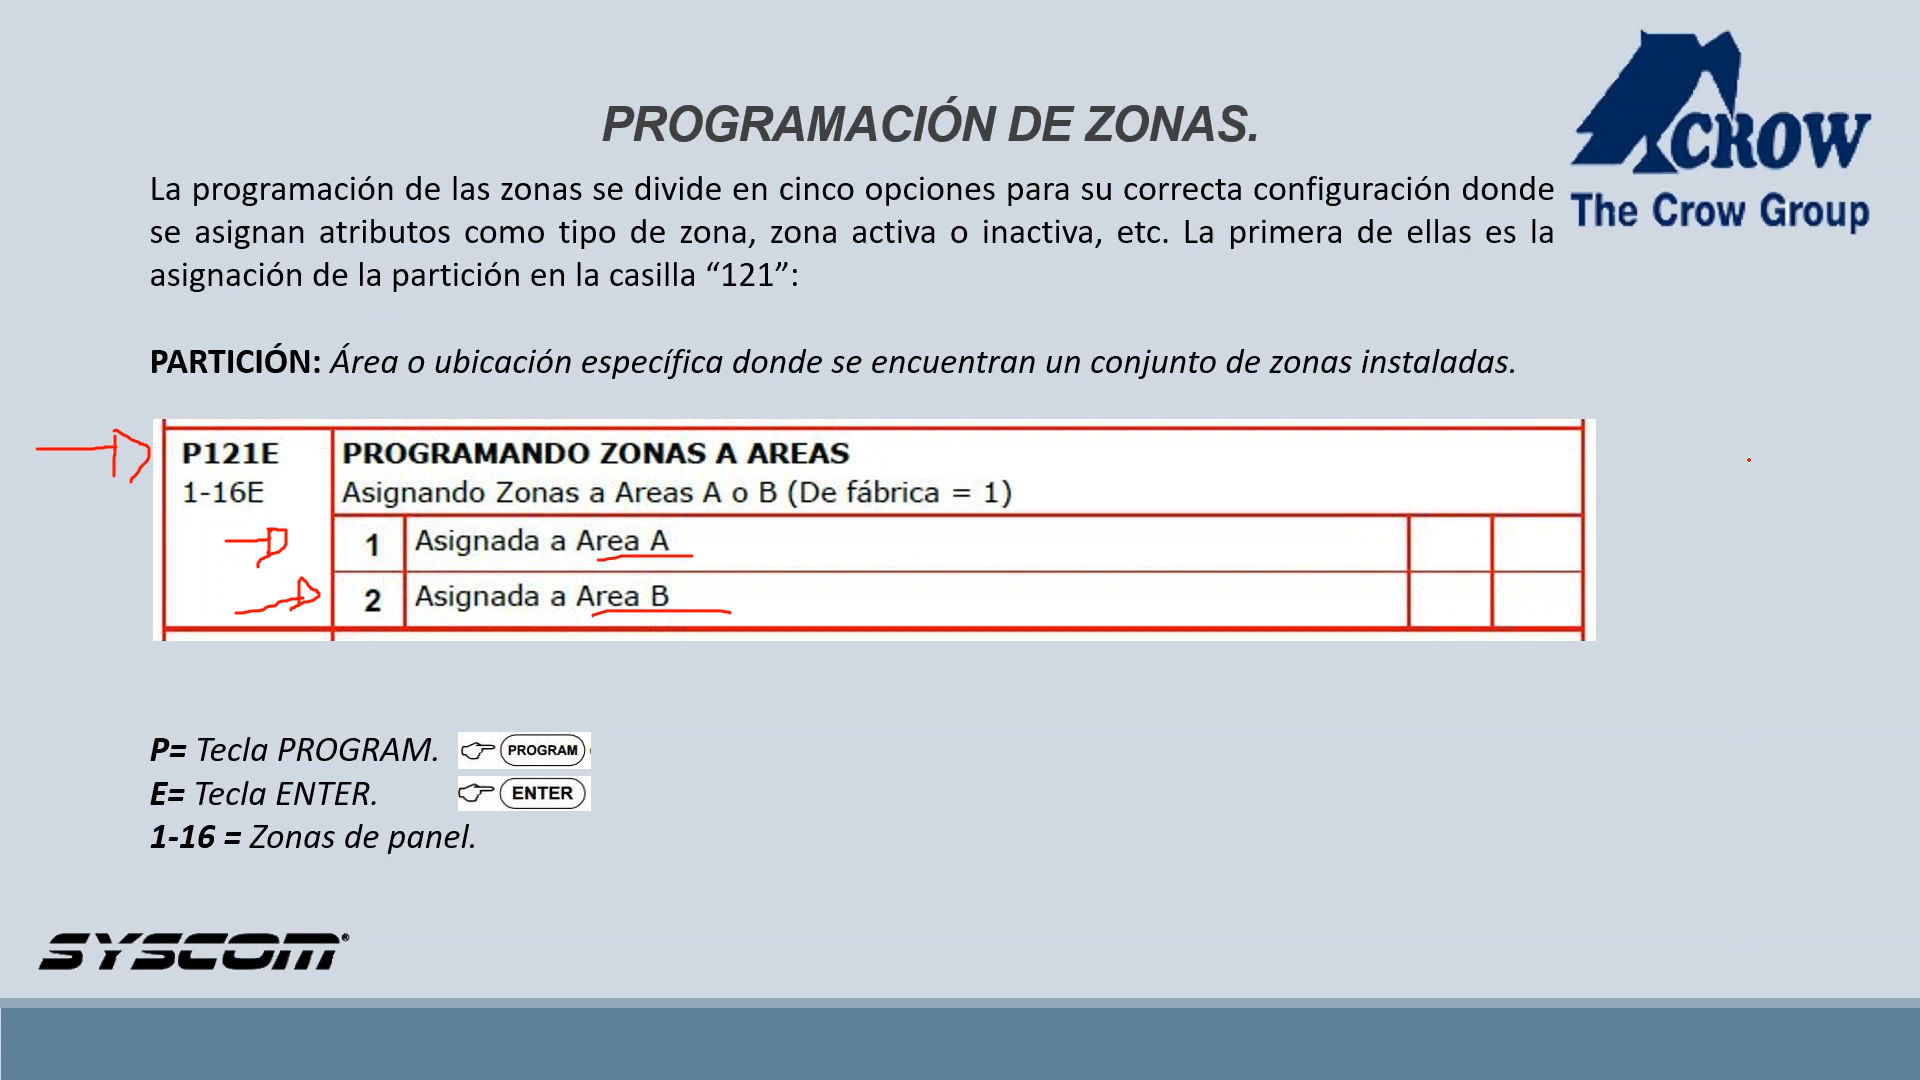 PROGRAMACIÓN DE ZONAS.
CROW
The Crow Group
La programación de las zonas se divide en cinco opciones para su correcta configuración donde
se asignan atributos como tipo de zona, zona activa o inactiva, etc. La primera de ellas es la
asignación de la partición en la casilla “121”:
PARTICIÓN: Área o ubicación específica donde se encuentran un conjunto de zonas instaladas.
P121E PROGRAMANDO ZONAS A AREAS
1-16E Asignando Zonas a Areas A o B (De fábrica = 1)
1 Asignada a Area A
2 Asignada a Area B
P= Tecla PROGRAM. PROGRAM
E= Tecla ENTER. ENTER
1-16 = Zonas de panel.
SYSCOM®